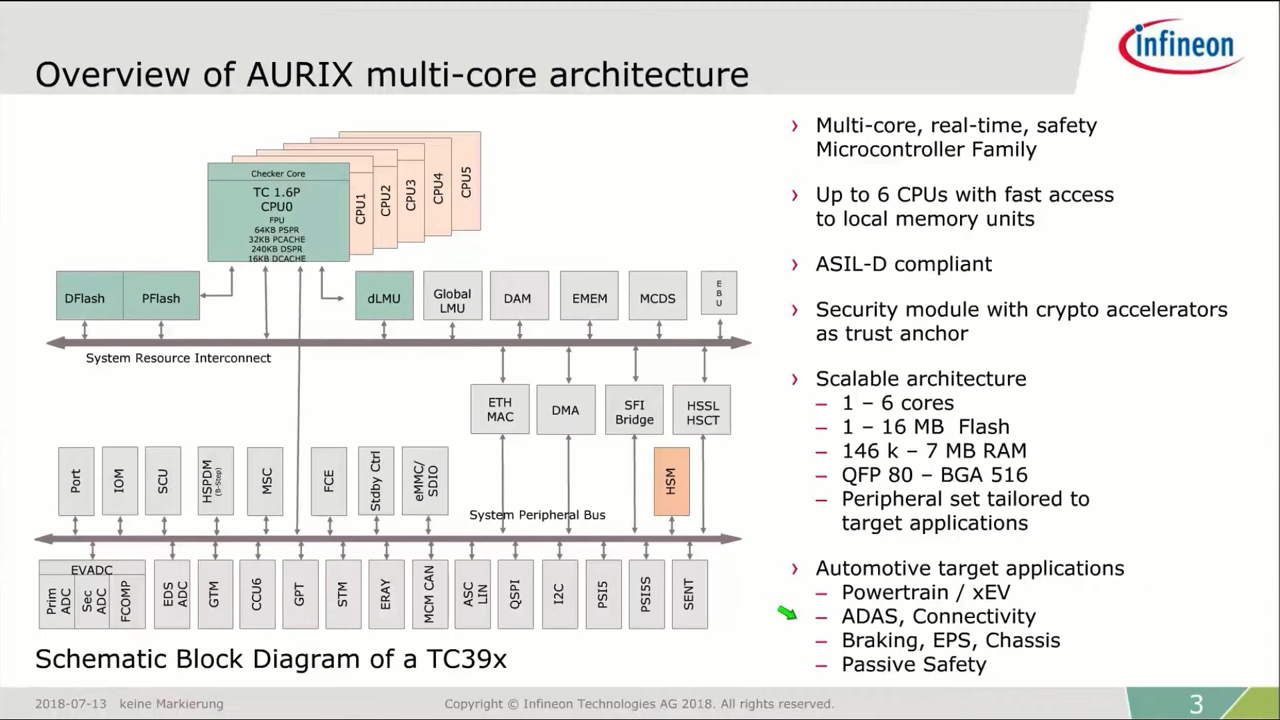 infineon
Overview of AURIX multi-core architecture
Checker Core
TC 1.6P
CPU0
FPU
64KB PSPR
32KB PCACHE
240KB DSPR
16KB DCACHE
CPU1
CPU2
CPU3
CPU4
CPU5
DFlash
PFlash
dLMU
Global
LMU
DAM
EMEM
MCDS
E
B
U
System Resource Interconnect
ETH
MAC
DMA
SFI
Bridge
HSSL
HSCT
Port
IOM
SCU
HSPDM
(B-Step)
MSC
FCE
Stdby Ctrl
eMMC/
SDIO
HSM
System Peripheral Bus
EVADC
Prim
ADC
Sec
ADC
FCOMP
EDS
ADC
GTM
CCU6
GPT
STM
ERAY
MCM CAN
ASC
LIN
QSPI
I2C
PSI5
PSI5S
SENT
Schematic Block Diagram of a TC39x
› Multi-core, real-time, safety
Microcontroller Family
› Up to 6 CPUs with fast access
to local memory units
› ASIL-D compliant
› Security module with crypto accelerators
as trust anchor
› Scalable architecture
– 1 – 6 cores
– 1 – 16 MB Flash
– 146 k – 7 MB RAM
– QFP 80 – BGA 516
– Peripheral set tailored to
target applications
› Automotive target applications
– Powertrain / xEV
– ADAS, Connectivity
– Braking, EPS, Chassis
– Passive Safety
2018-07-13 keine Markierung
Copyright © Infineon Technologies AG 2018. All rights reserved.
3